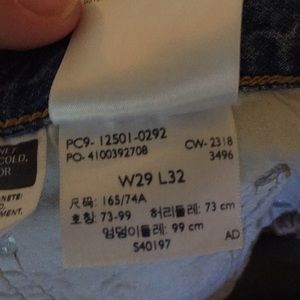 PC9- 12501-0292
PO- 4100392708
CW- 2318
3496
W29 L32
尺码: 165/74A
호칭: 73-99 허리둘레: 73 cm
엉덩이둘레: 99 cm
S40197
AD
COLD,